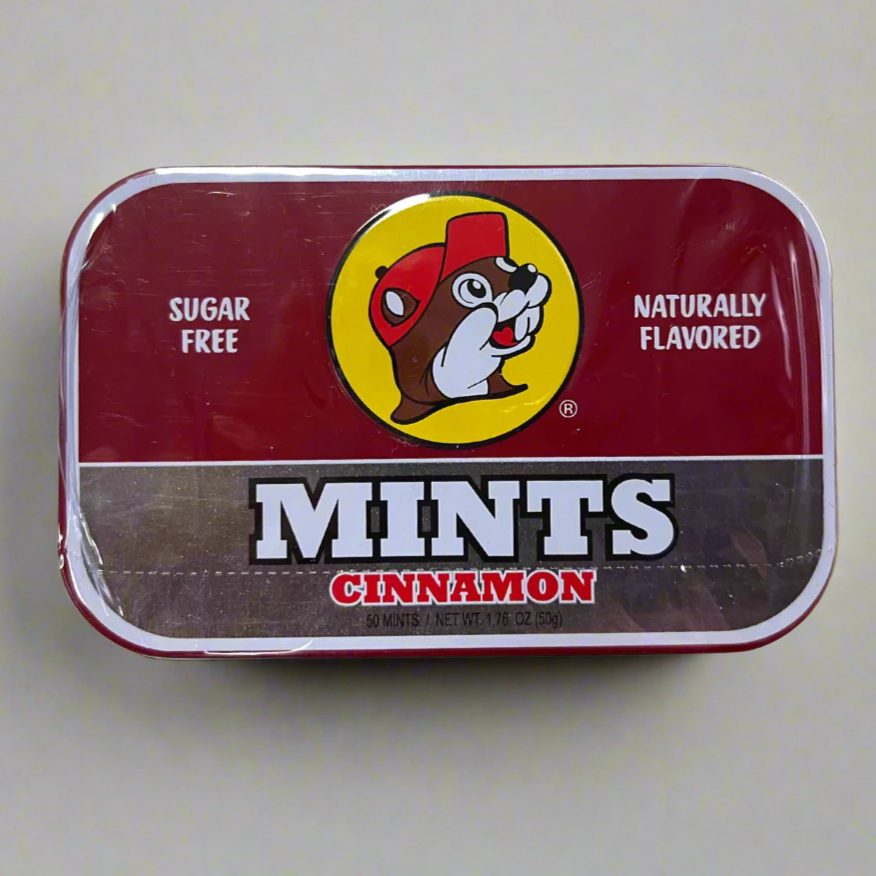 SUGAR
FREE
NATURALLY
FLAVORED
®
MINTS
CINNAMON
50 MINTS / NET WT. 1.76 OZ (50g)